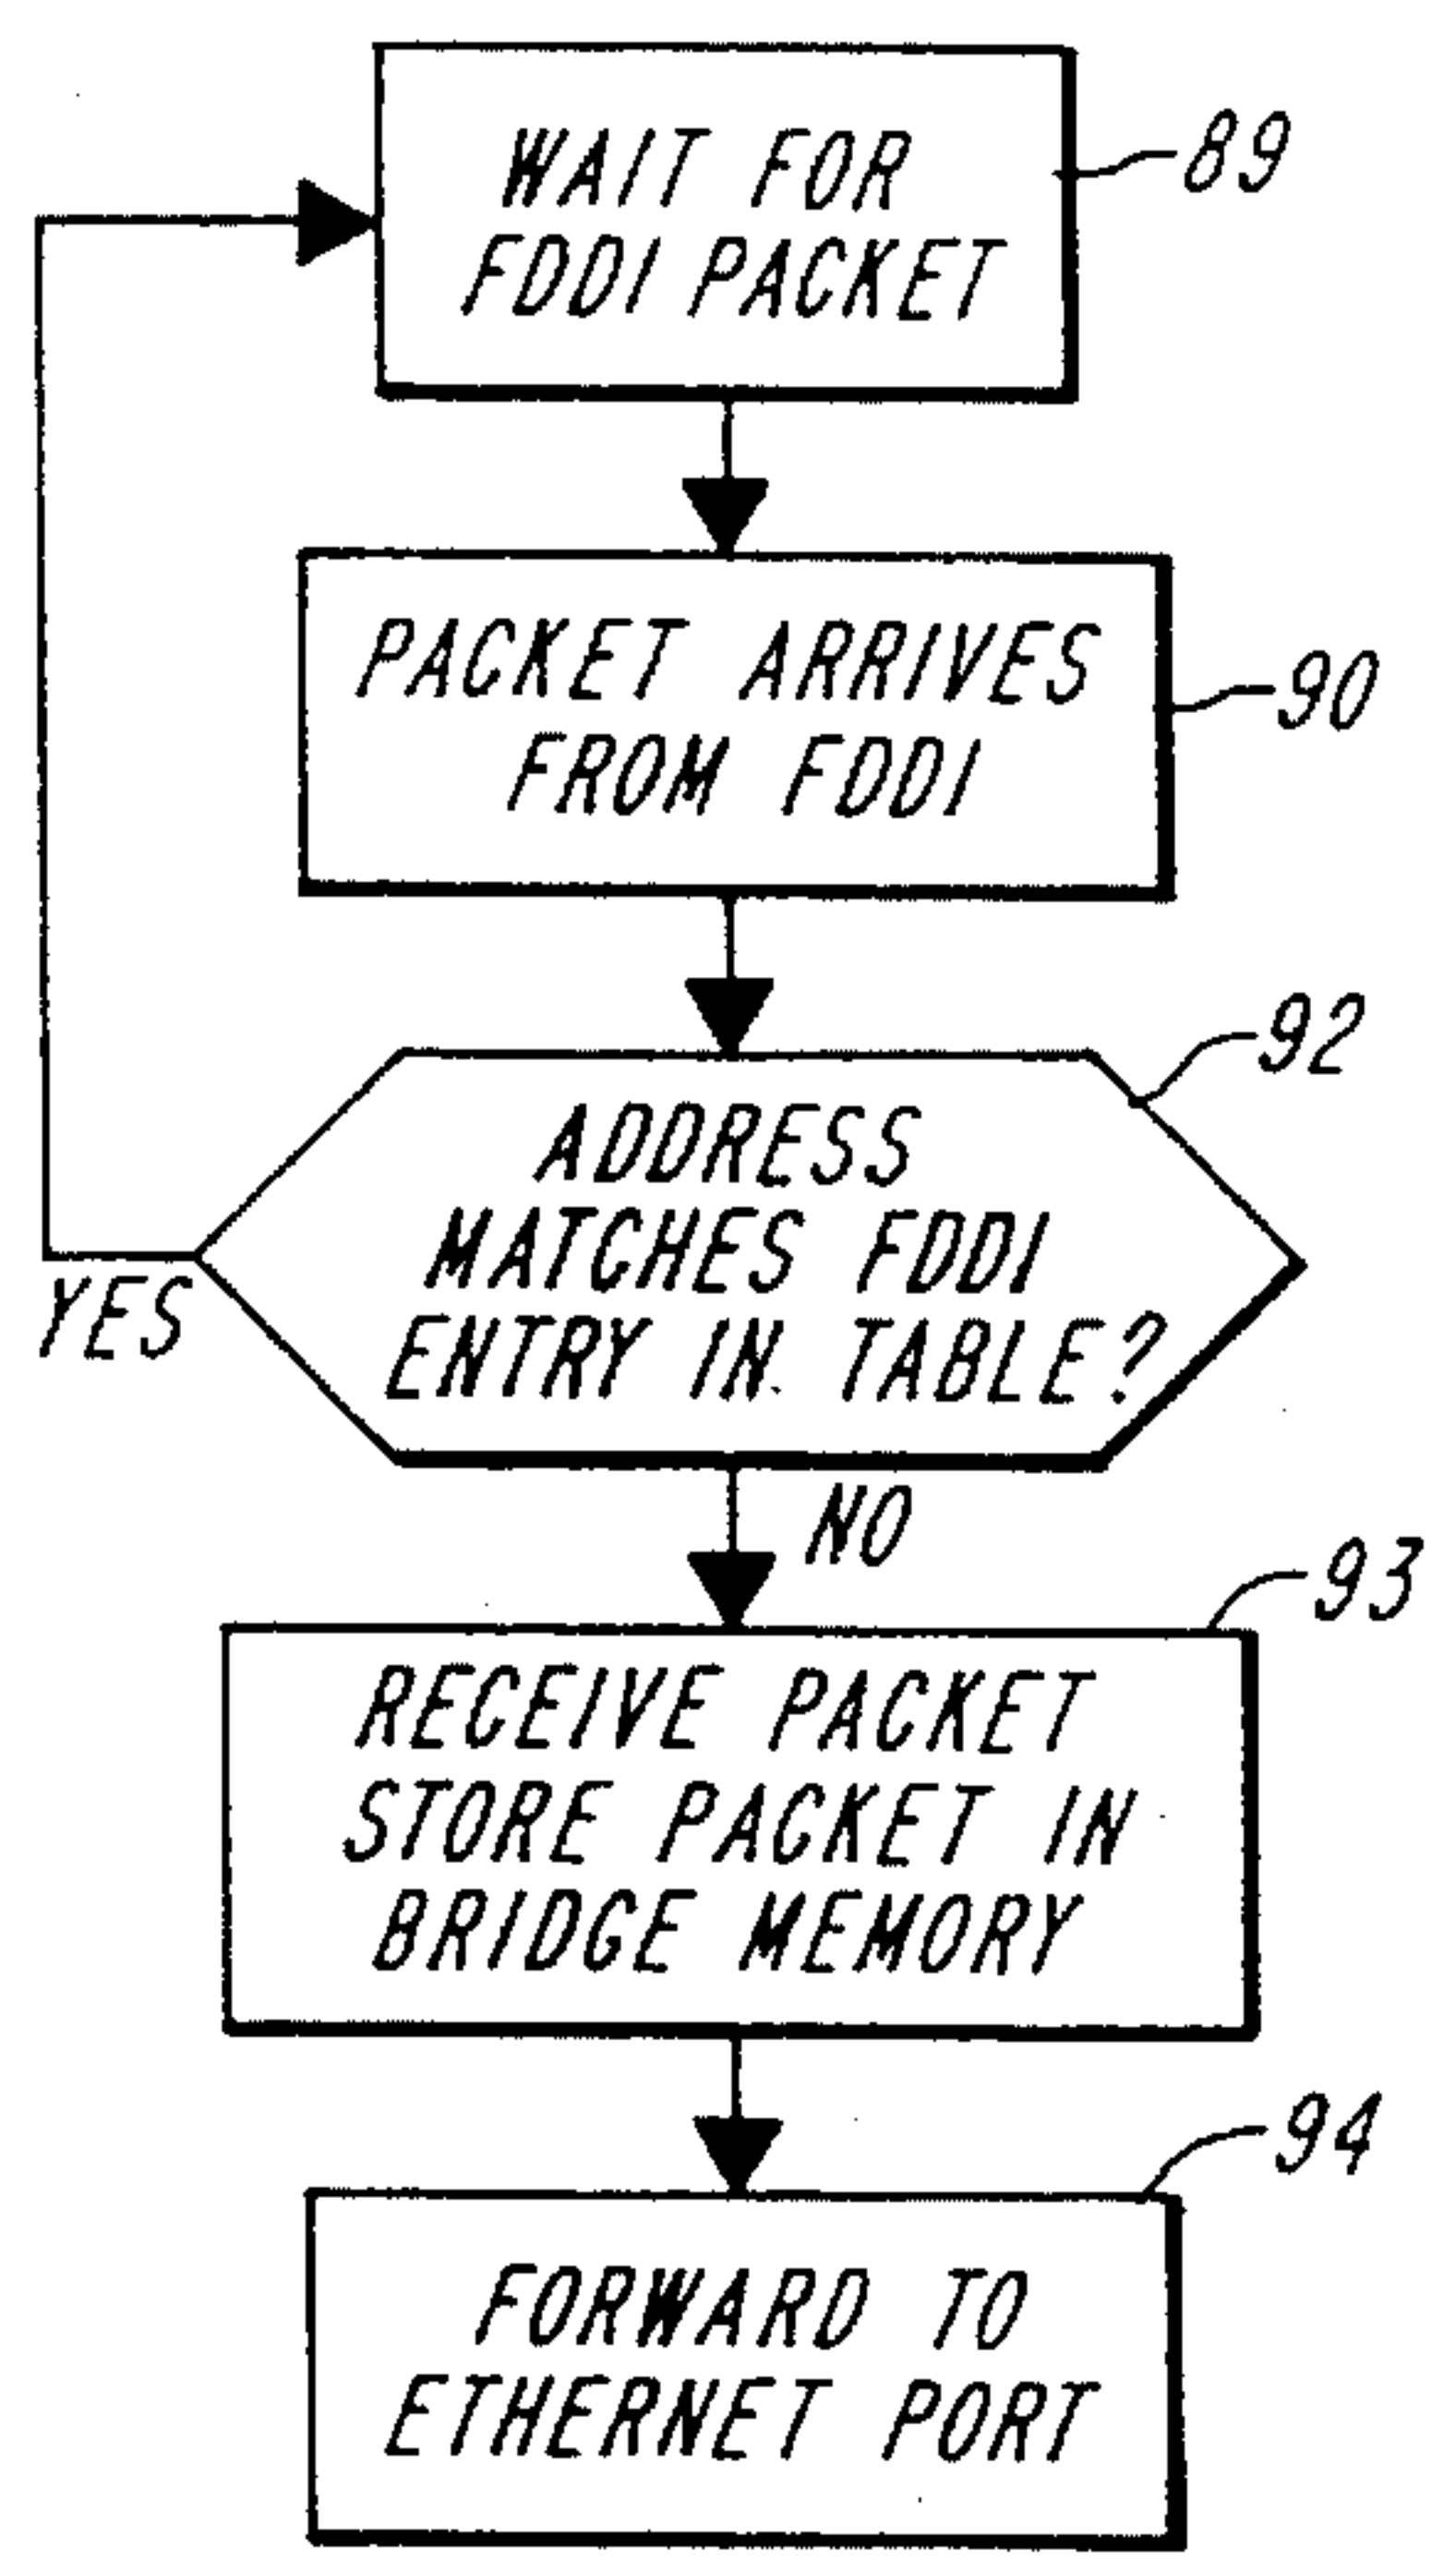 WAIT FOR
FDDI PACKET
89
PACKET ARRIVES
FROM FDDI
90
92
ADDRESS
MATCHES FDDI
ENTRY IN TABLE?
YES
NO
93
RECEIVE PACKET
STORE PACKET IN
BRIDGE MEMORY
94
FORWARD TO
ETHERNET PORT